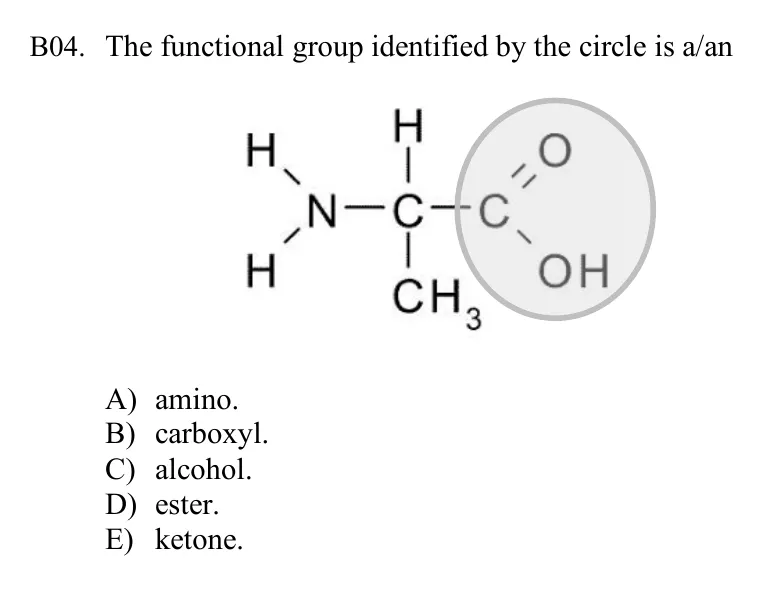 B04. The functional group identified by the circle is a/an
H
H
O
N C C
H
OH
CH3
A) amino.
B) carboxyl.
C) alcohol.
D) ester.
E) ketone.